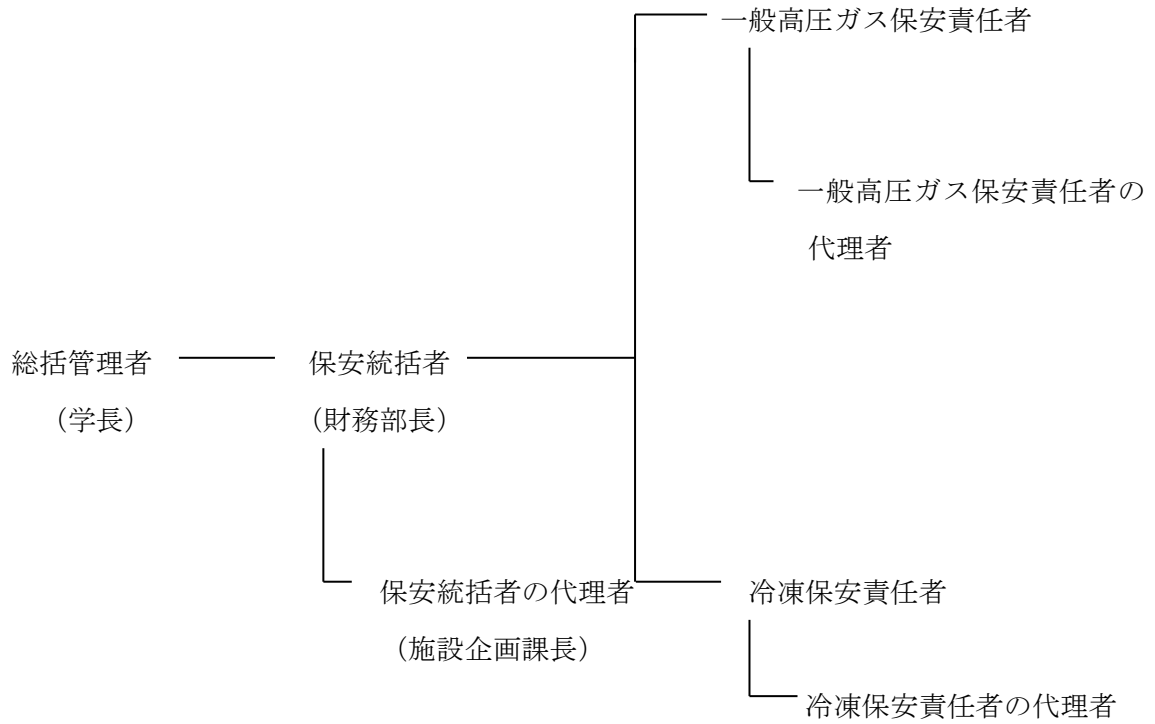 一般高圧ガス保安責任者
一般高圧ガス保安責任者の
代理者
総括管理者
（学長）
保安統括者
（財務部長）
保安統括者の代理者
（施設企画課長）
冷凍保安責任者
冷凍保安責任者の代理者